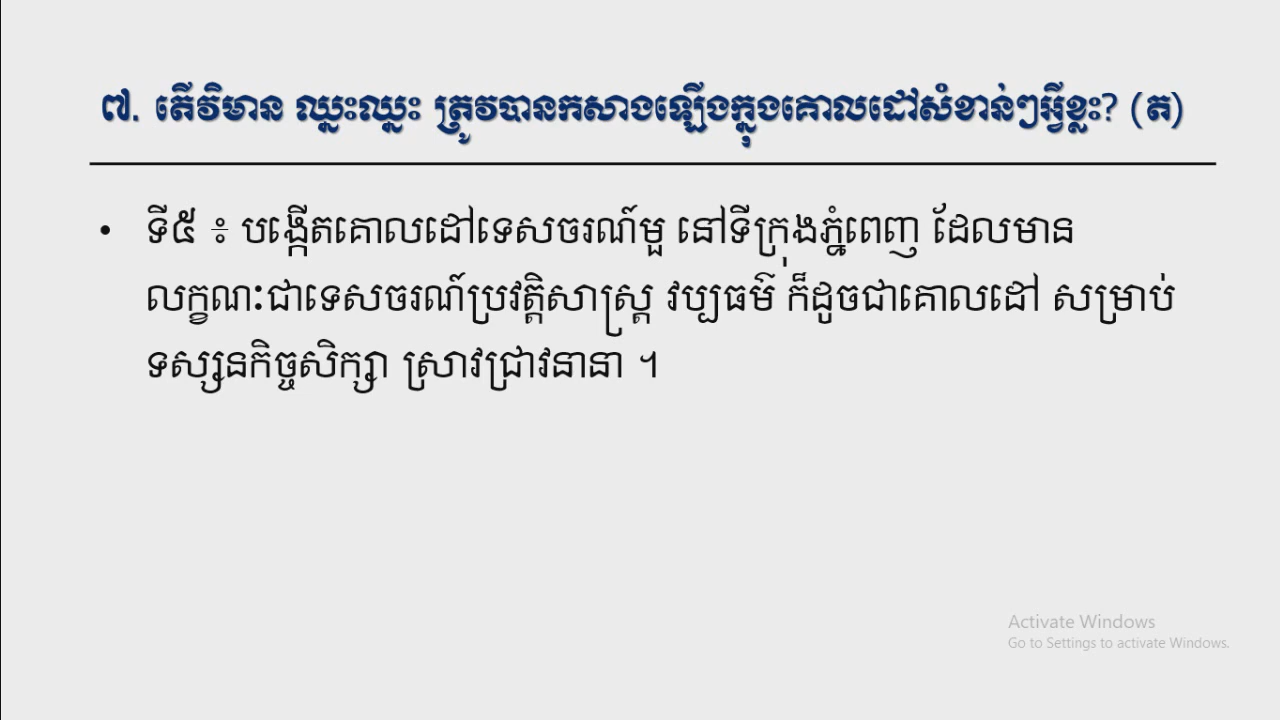 ៧. តើវិមាន ឈ្នះឈ្នះ ត្រូវបានកសាងឡើងក្នុងគោលដៅសំខាន់ៗអ្វីខ្លះ? (ត)
• ទី៥ ៖ បង្កើតគោលដៅទេសចរណ៍មួ នៅទីក្រុងភ្នំពេញ ដែលមាន
លក្ខណៈជាទេសចរណ៍ប្រវត្តិសាស្ត្រ វប្បធម៌ ក៏ដូចជាគោលដៅ សម្រាប់
ទស្សនកិច្ចសិក្សា ស្រាវជ្រាវនានា ។
Activate Windows
Go to Settings to activate Windows.